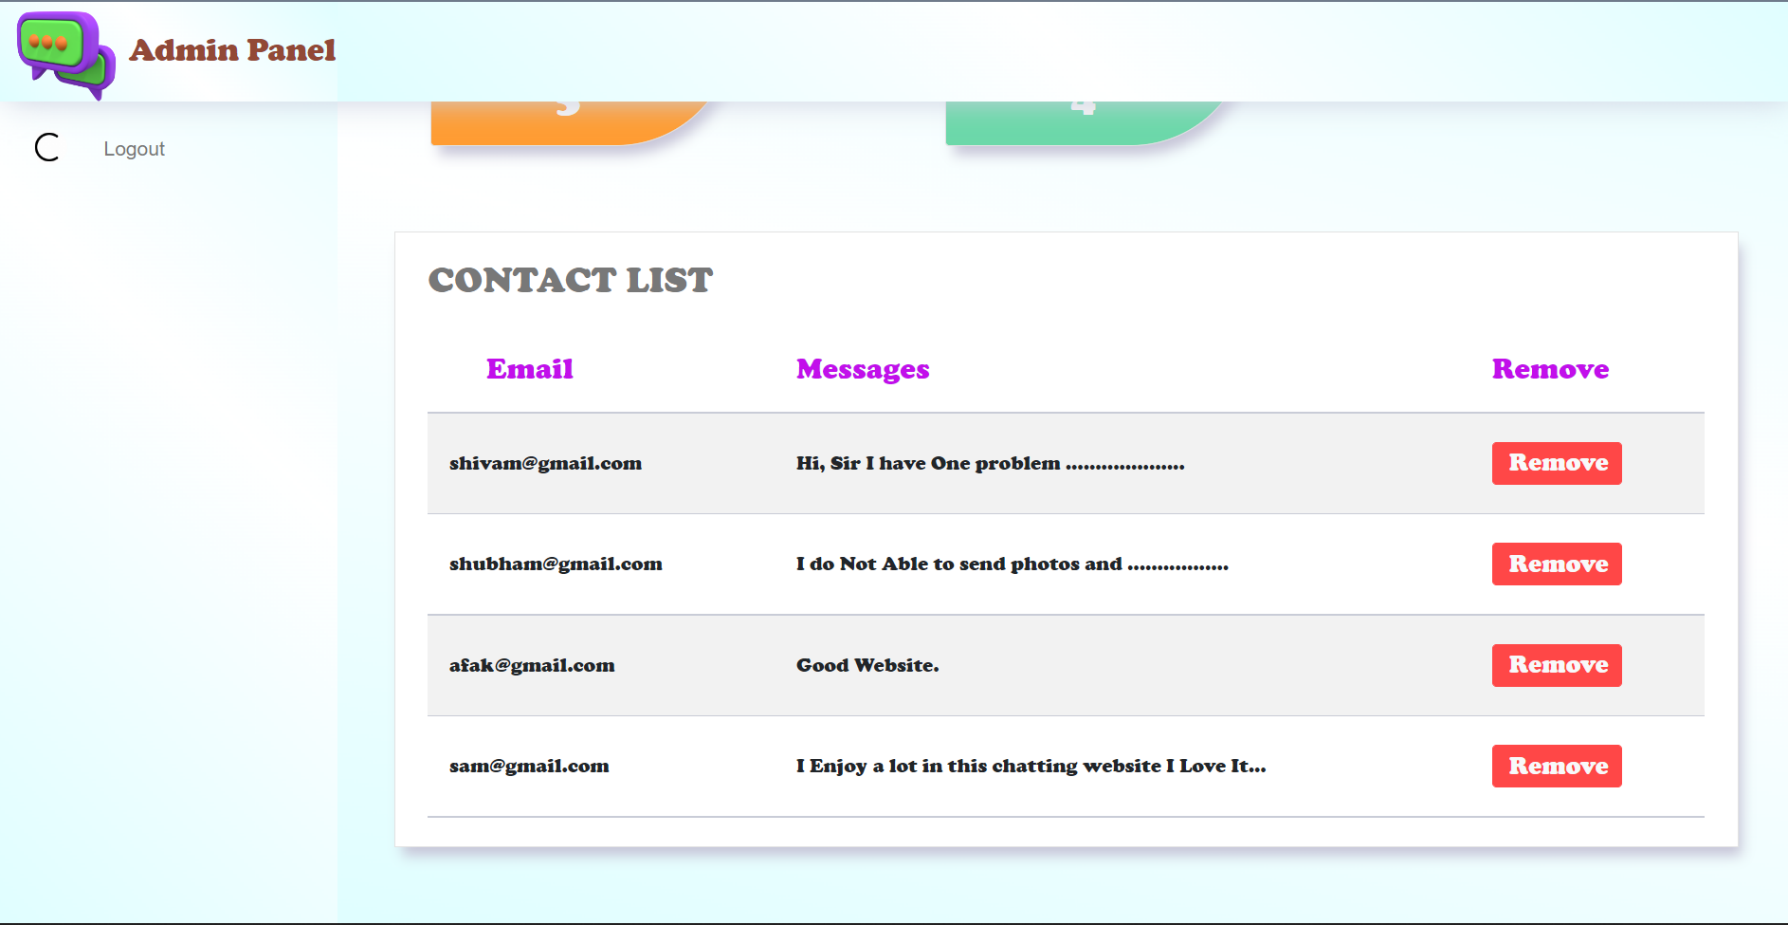 Admin Panel
4
Logout
CONTACT LIST
Email Messages Remove
shivam@gmail.com Hi, Sir I have One problem .................... Remove
shubham@gmail.com I do Not Able to send photos and ................. Remove
afak@gmail.com Good Website. Remove
sam@gmail.com I Enjoy a lot in this chatting website I Love It... Remove